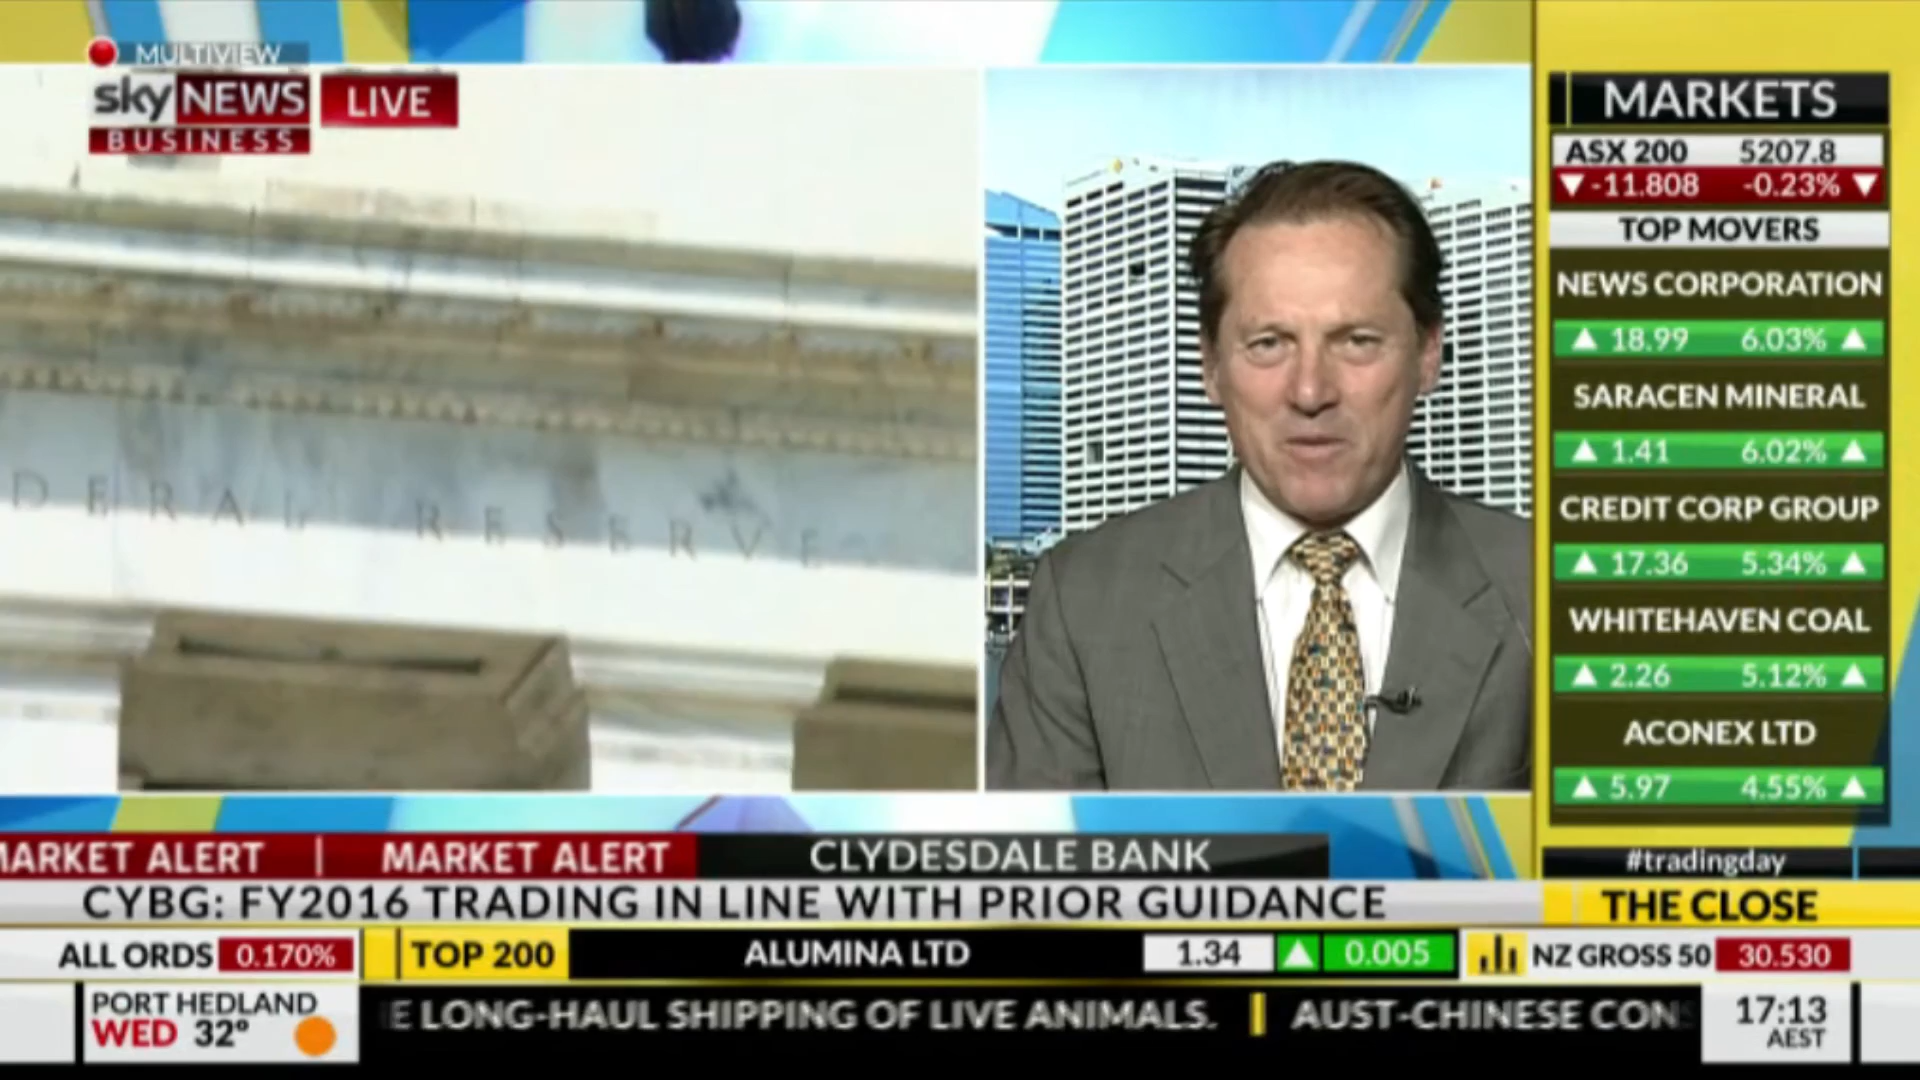 MULTIVIEW
sky NEWS LIVE
BUSINESS
DERAL RESERVE
MARKETS
ASX 200 5207.8
▼ -11.808 -0.23% ▼
TOP MOVERS
NEWS CORPORATION
▲ 18.99 6.03% ▲
SARACEN MINERAL
▲ 1.41 6.02% ▲
CREDIT CORP GROUP
▲ 17.36 5.34% ▲
WHITEHAVEN COAL
▲ 2.26 5.12% ▲
ACONEX LTD
▲ 5.97 4.55% ▲
#tradingday
MARKET ALERT | MARKET ALERT CLYDESDALE BANK
CYBG: FY2016 TRADING IN LINE WITH PRIOR GUIDANCE
THE CLOSE
ALL ORDS 0.170% TOP 200 ALUMINA LTD 1.34 ▲ 0.005 NZ GROSS 50 30.530
PORT HEDLAND
WED 32°
E LONG-HAUL SHIPPING OF LIVE ANIMALS. | AUST-CHINESE CON
17:13
AEST